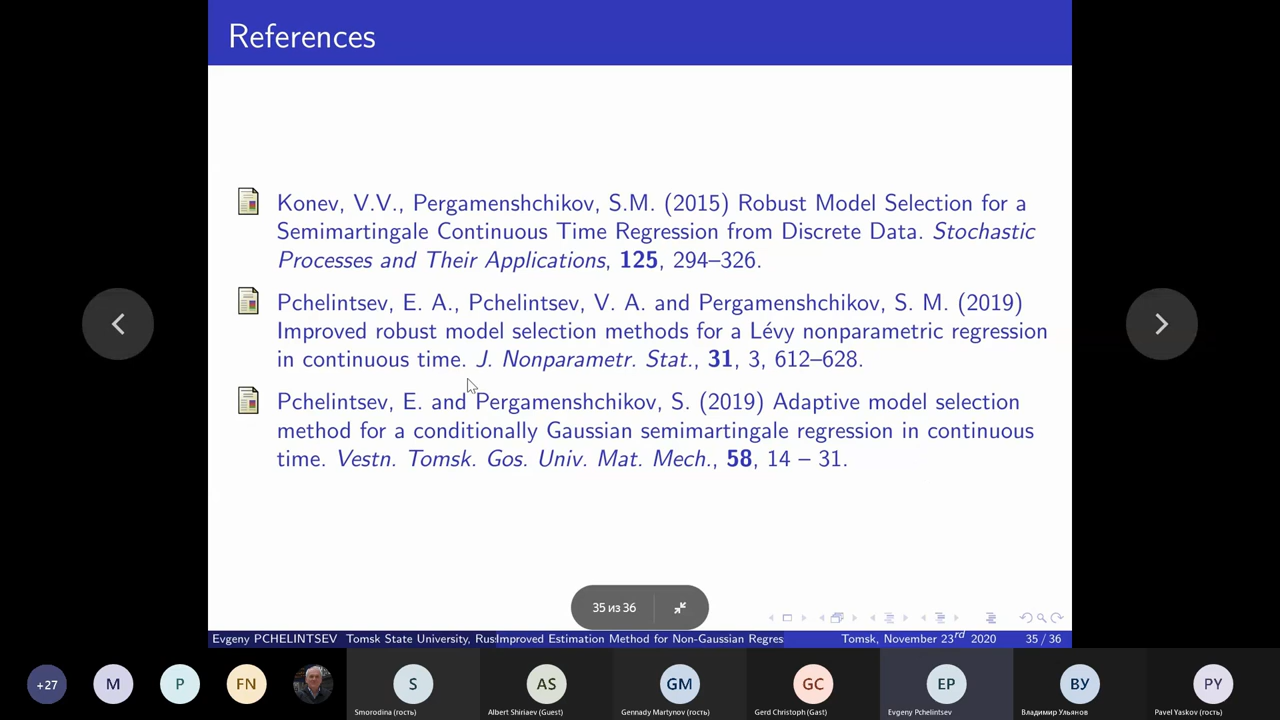 References
Konev, V.V., Pergamenshchikov, S.M. (2015) Robust Model Selection for a
Semimartingale Continuous Time Regression from Discrete Data. Stochastic
Processes and Their Applications, 125, 294–326.
Pchelintsev, E. A., Pchelintsev, V. A. and Pergamenshchikov, S. M. (2019)
Improved robust model selection methods for a Lévy nonparametric regression
in continuous time. J. Nonparametr. Stat., 31, 3, 612–628.
Pchelintsev, E. and Pergamenshchikov, S. (2019) Adaptive model selection
method for a conditionally Gaussian semimartingale regression in continuous
time. Vestn. Tomsk. Gos. Univ. Mat. Mech., 58, 14 – 31.
35 из 36
Evgeny PCHELINTSEV Tomsk State University, Rus Improved Estimation Method for Non-Gaussian Regres Tomsk, November 23rd 2020 35 / 36
+27 M P FN S AS GM GC EP ВУ PY
Smorodina (гость) Albert Shiriaev (Guest) Gennady Martynov (гость) Gerd Christoph (Gast) Evgeny Pchelintsev Владимир Ульянов Pavel Yaskov (гость)